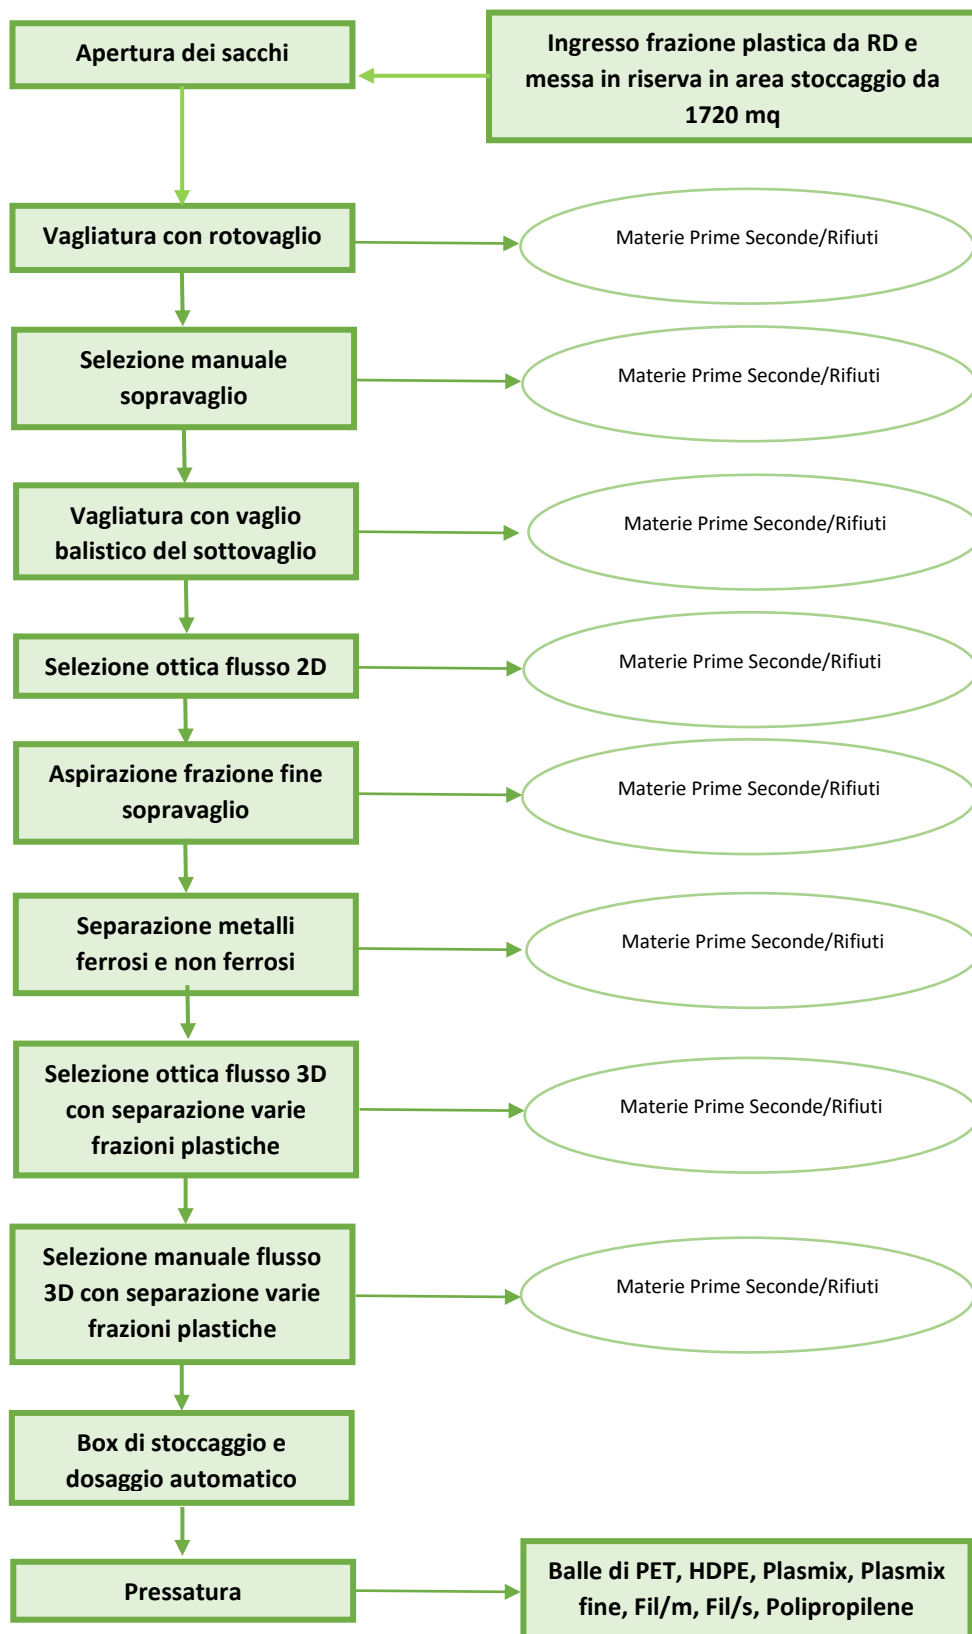 Apertura dei sacchi
Ingresso frazione plastica da RD e
messa in riserva in area stoccaggio da
1720 mq
Vagliatura con rotovaglio
Materie Prime Seconde/Rifiuti
Selezione manuale
sopravaglio
Materie Prime Seconde/Rifiuti
Vagliatura con vaglio
balistico del sottovaglio
Materie Prime Seconde/Rifiuti
Selezione ottica flusso 2D
Materie Prime Seconde/Rifiuti
Aspirazione frazione fine
sopravaglio
Materie Prime Seconde/Rifiuti
Separazione metalli
ferrosi e non ferrosi
Materie Prime Seconde/Rifiuti
Selezione ottica flusso 3D
con separazione varie
frazioni plastiche
Materie Prime Seconde/Rifiuti
Selezione manuale flusso
3D con separazione varie
frazioni plastiche
Materie Prime Seconde/Rifiuti
Box di stoccaggio e
dosaggio automatico
Pressatura
Balle di PET, HDPE, Plasmix, Plasmix
fine, Fil/m, Fil/s, Polipropilene